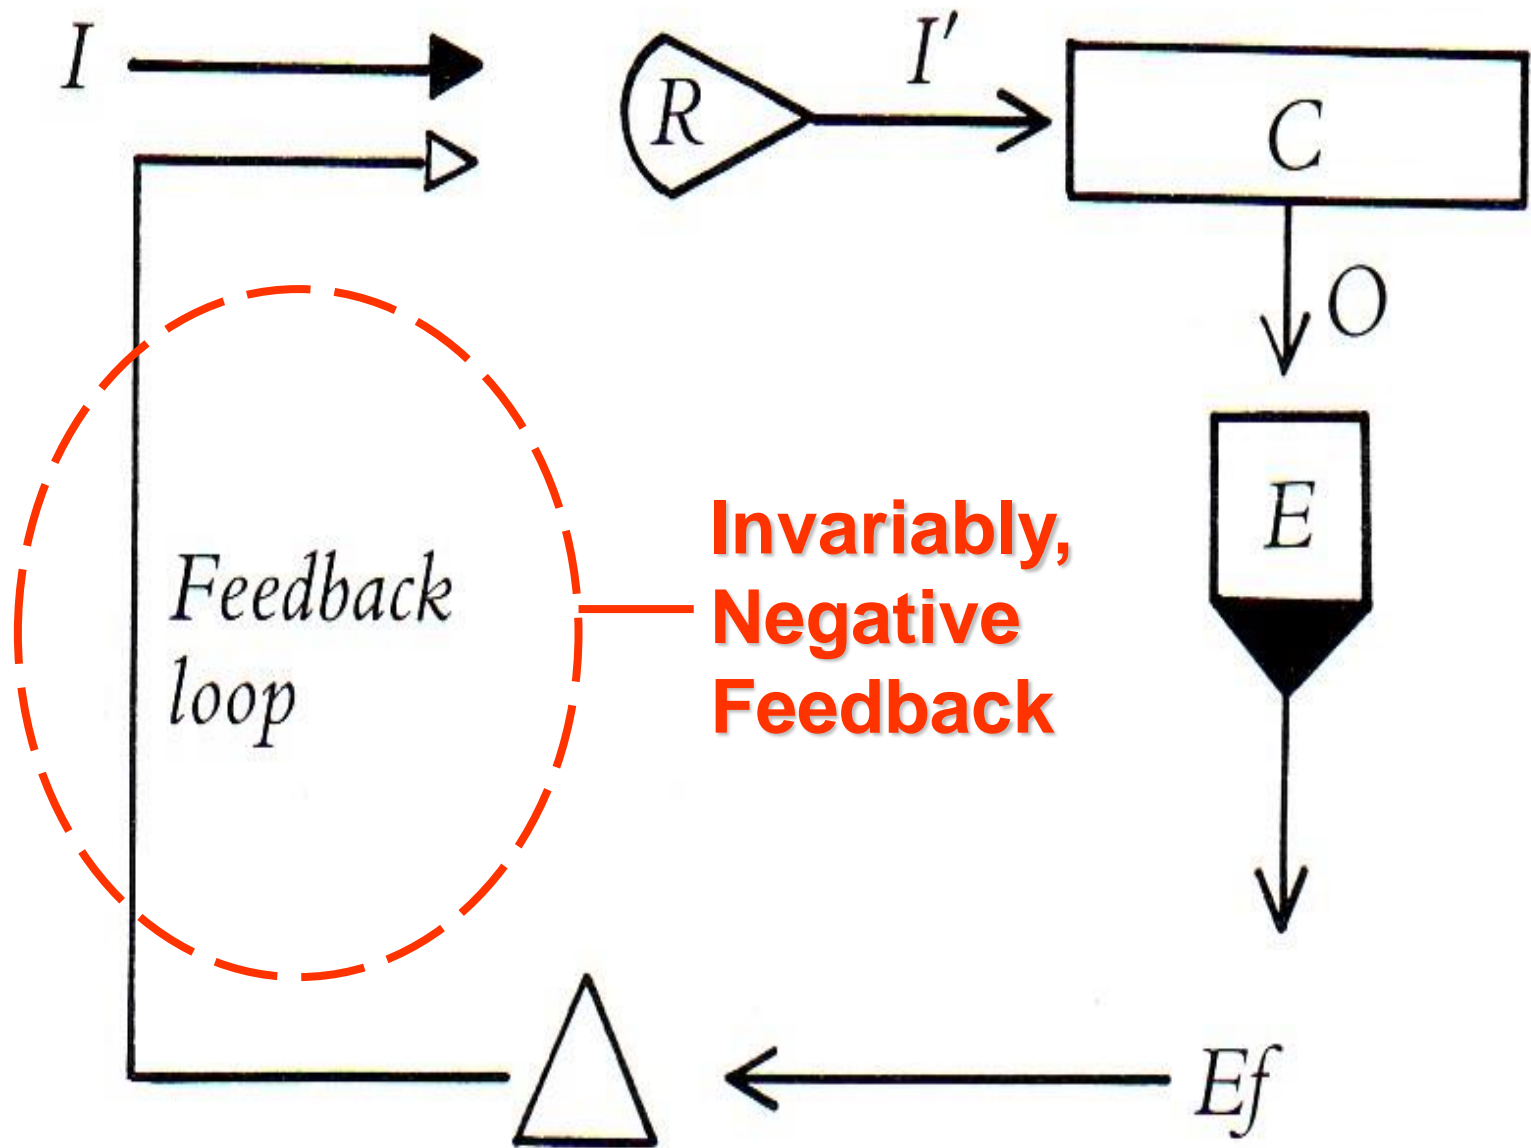 I
R
I′
C
O
E
Feedback
loop
Invariably,
Negative
Feedback
Ef